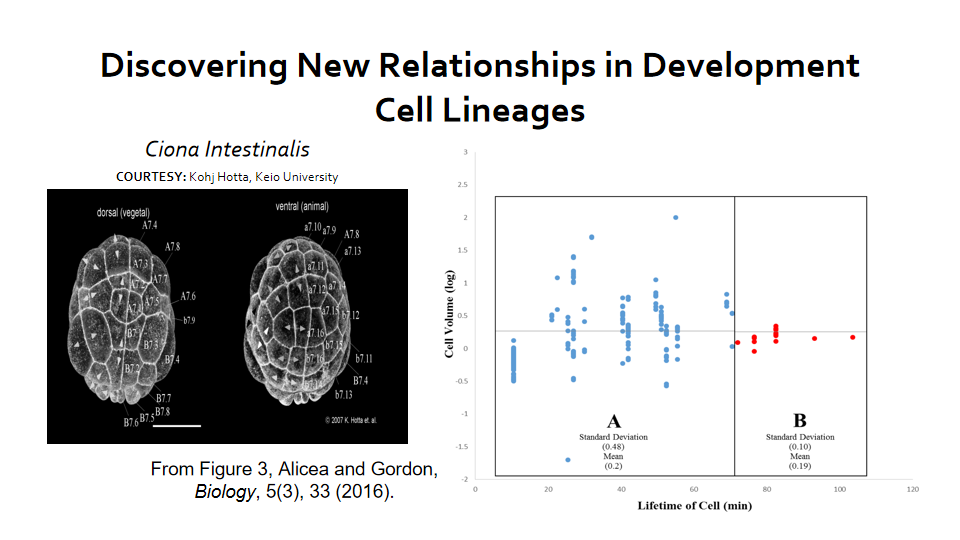 Discovering New Relationships in Development
Cell Lineages
Ciona Intestinalis
COURTESY: Kohj Hotta, Keio University
dorsal (vegetal)
A7.4
A7.8
A7.3
A7.7
A7.6
A7.5
b7.9
B7.3
B7.4
B7.2
B7.7
B7.8
B7.5
B7.6
ventral (animal)
a7.10
a7.9
A7.8
a7.13
a7.11
a7.12
a7.14
a7.15
b7.12
a7.16
b7.15
b7.11
b7.16
B7.4
b7.14
b7.13
© 2007 K. Hotta et. al.
From Figure 3, Alicea and Gordon,
Biology, 5(3), 33 (2016).
Cell Volume (log)
3
2.5
2
1.5
1
0.5
0
-0.5
-1
-1.5
-2
A
Standard Deviation
(0.48)
Mean
(0.2)
B
Standard Deviation
(0.10)
Mean
(0.19)
0 20 40 60 80 100 120
Lifetime of Cell (min)